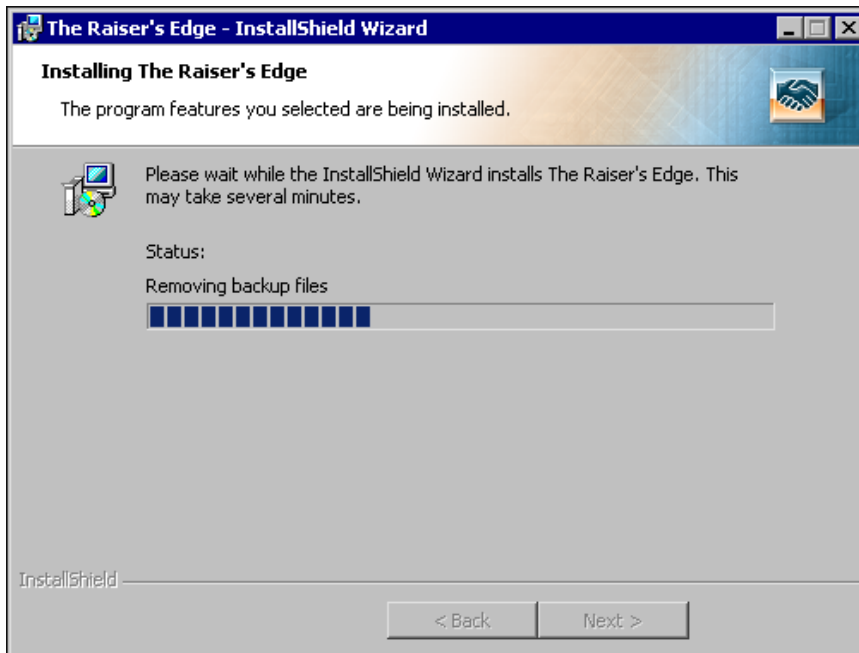 The Raiser's Edge - InstallShield Wizard
Installing The Raiser's Edge
The program features you selected are being installed.
Please wait while the InstallShield Wizard installs The Raiser's Edge. This
may take several minutes.
Status:
Removing backup files
InstallShield
< Back
Next >